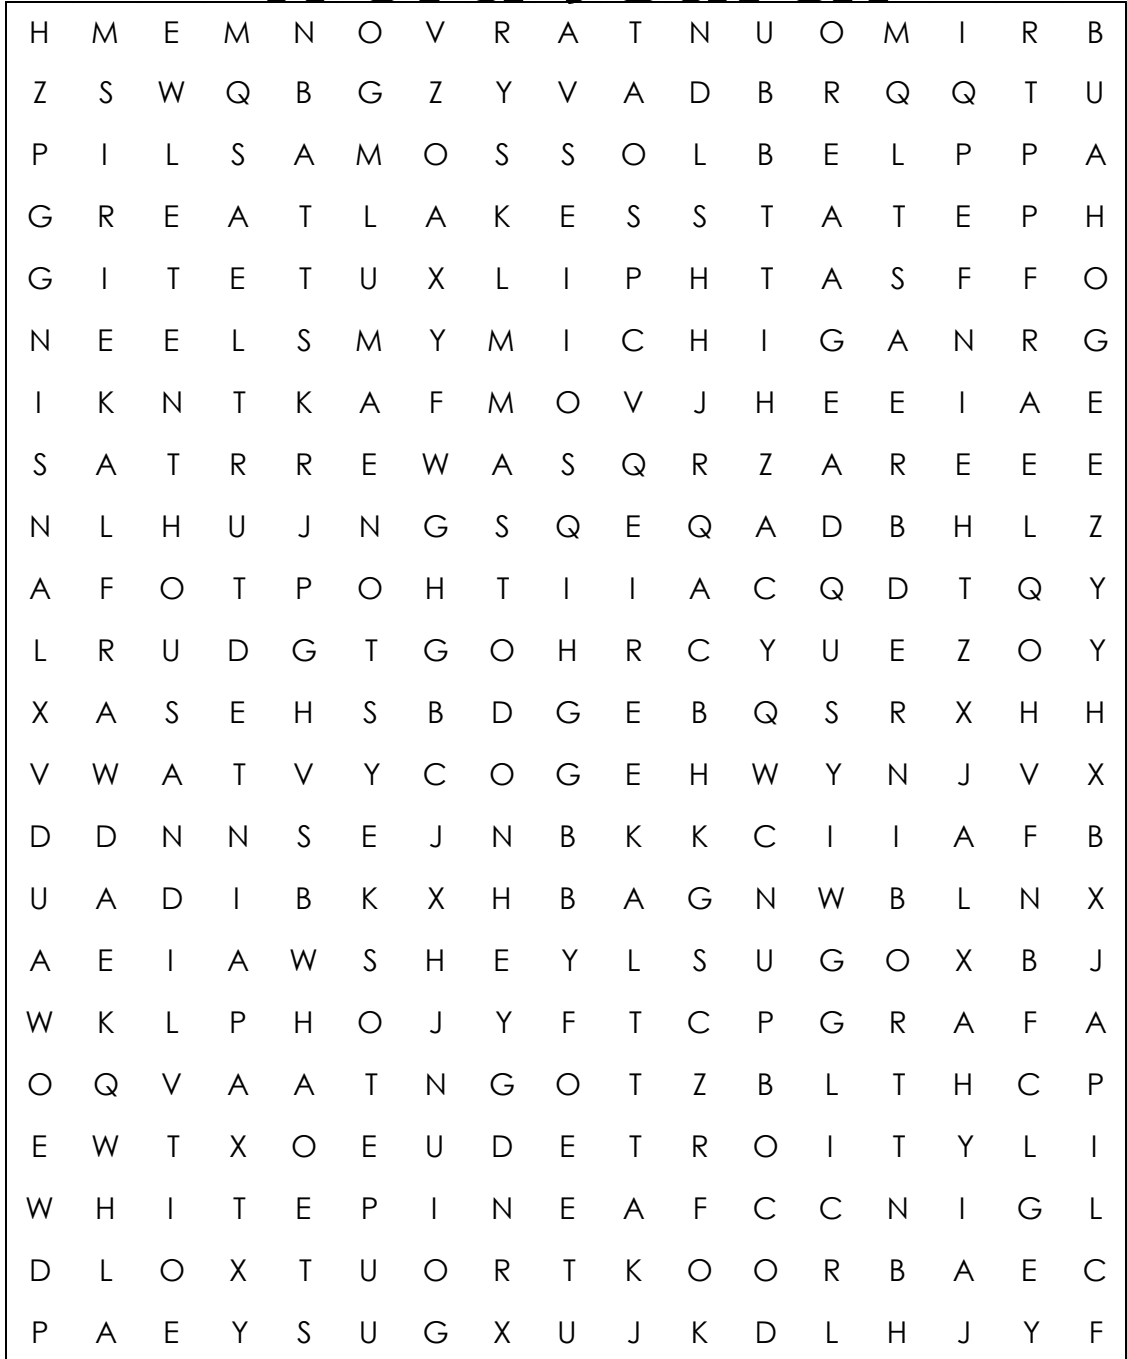 H M E M N O V R A T N U O M I R B
Z S W Q B G Z Y V A D B R Q Q T U
P I L S A M O S S O L B E L P P A
G R E A T L A K E S S T A T E P H
G I T E T U X L I P H T A S F F O
N E E L S M Y M I C H I G A N R G
I K N T K A F M O V J H E E I A E
S A T R R E W A S Q R Z A R E E E
N L H U J N G S Q E Q A D B H L Z
A F O T P O H T I I A C Q D T Q Y
L R U D G T G O H R C Y U E Z O Y
X A S E H S B D G E B Q S R X H H
V W A T V Y C O G E H W Y N J V X
D D N N S E J N B K K C I I A F B
U A D I B K X H B A G N W B L N X
A E I A W S H E Y L S U G O X B J
W K L P H O J Y F T C P G R A F A
O Q V A A T N G O T Z B L T H C P
E W T X O E U D E T R O I T Y L I
W H I T E P I N E A F C C N I G L
D L O X T U O R T K O O R B A E C
P A E Y S U G X U J K D L H J Y F